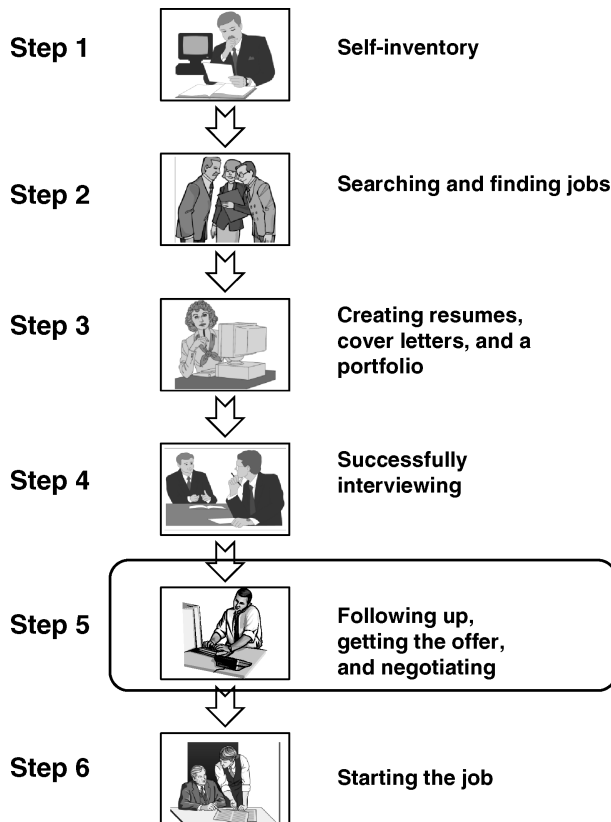 Step 1
Self-inventory
Step 2
Searching and finding jobs
Step 3
Creating resumes,
cover letters, and a
portfolio
Step 4
Successfully
interviewing
Step 5
Following up,
getting the offer,
and negotiating
Step 6
Starting the job